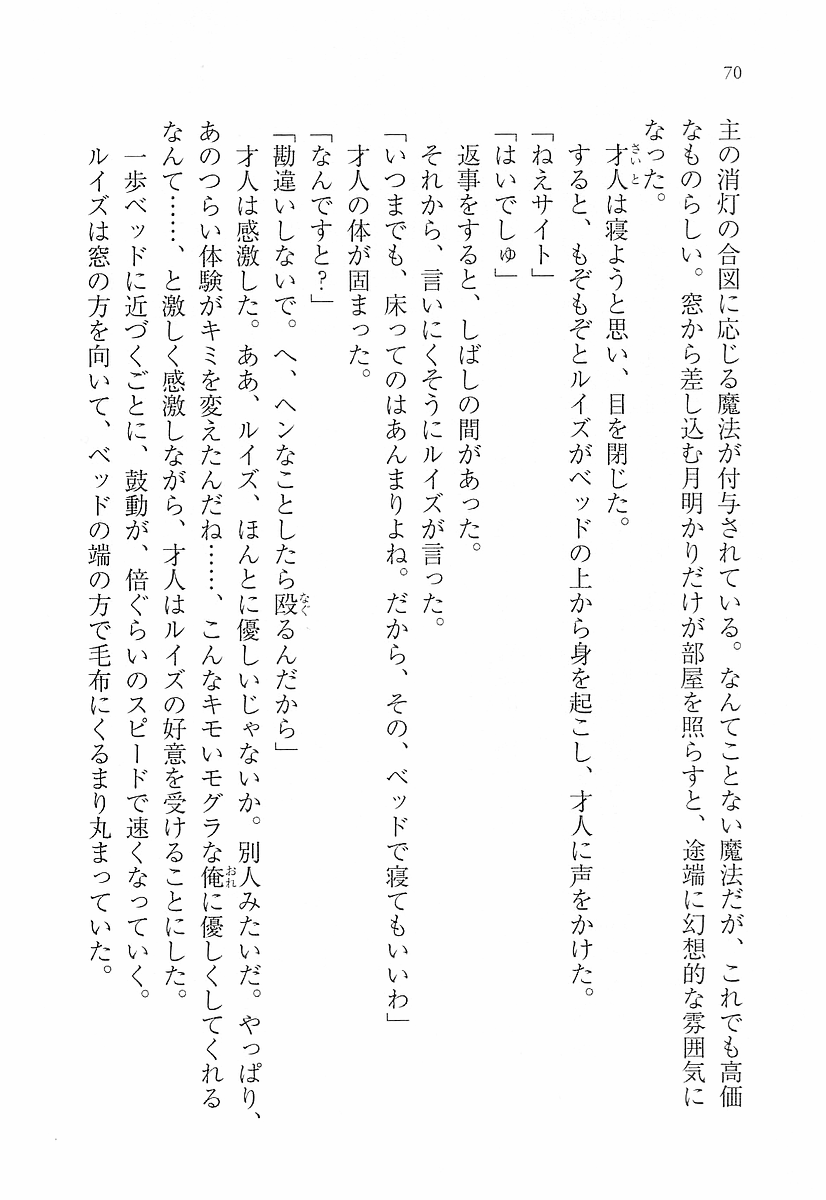 70
主の消灯の合図に応じる魔法が付与されている。なんてことない魔法だが、これでも高価
なものらしい。窓から差し込む月明かりだけが部屋を照らすと、途端に幻想的な雰囲気に
なった。
才人は寝ようと思い、目を閉じた。
すると、もぞもぞとルイズがベッドの上から身を起こし、才人に声をかけた。
「ねえサイト」
「はいでしゅ」
返事をすると、しばしの間があった。
それから、言いにくそうにルイズが言った。
「いつまでも、床ってのはあんまりよね。だから、その、ベッドで寝てもいいわ」
才人の体が固まった。
「なんですと？」
「勘違いしないで。へ、ヘンなことしたら殴るんだから」
才人は感激した。ああ、ルイズ、ほんとに優しいじゃないか。別人みたいだ。やっぱり、
あのつらい体験がキミを変えたんだね……、こんなキモいモグラな俺に優しくしてくれる
なんて……、と激しく感激しながら、才人はルイズの好意を受けることにした。
一歩ベッドに近づくごとに、鼓動が、倍ぐらいのスピードで速くなっていく。
ルイズは窓の方を向いて、ベッドの端の方で毛布にくるまり丸まっていた。